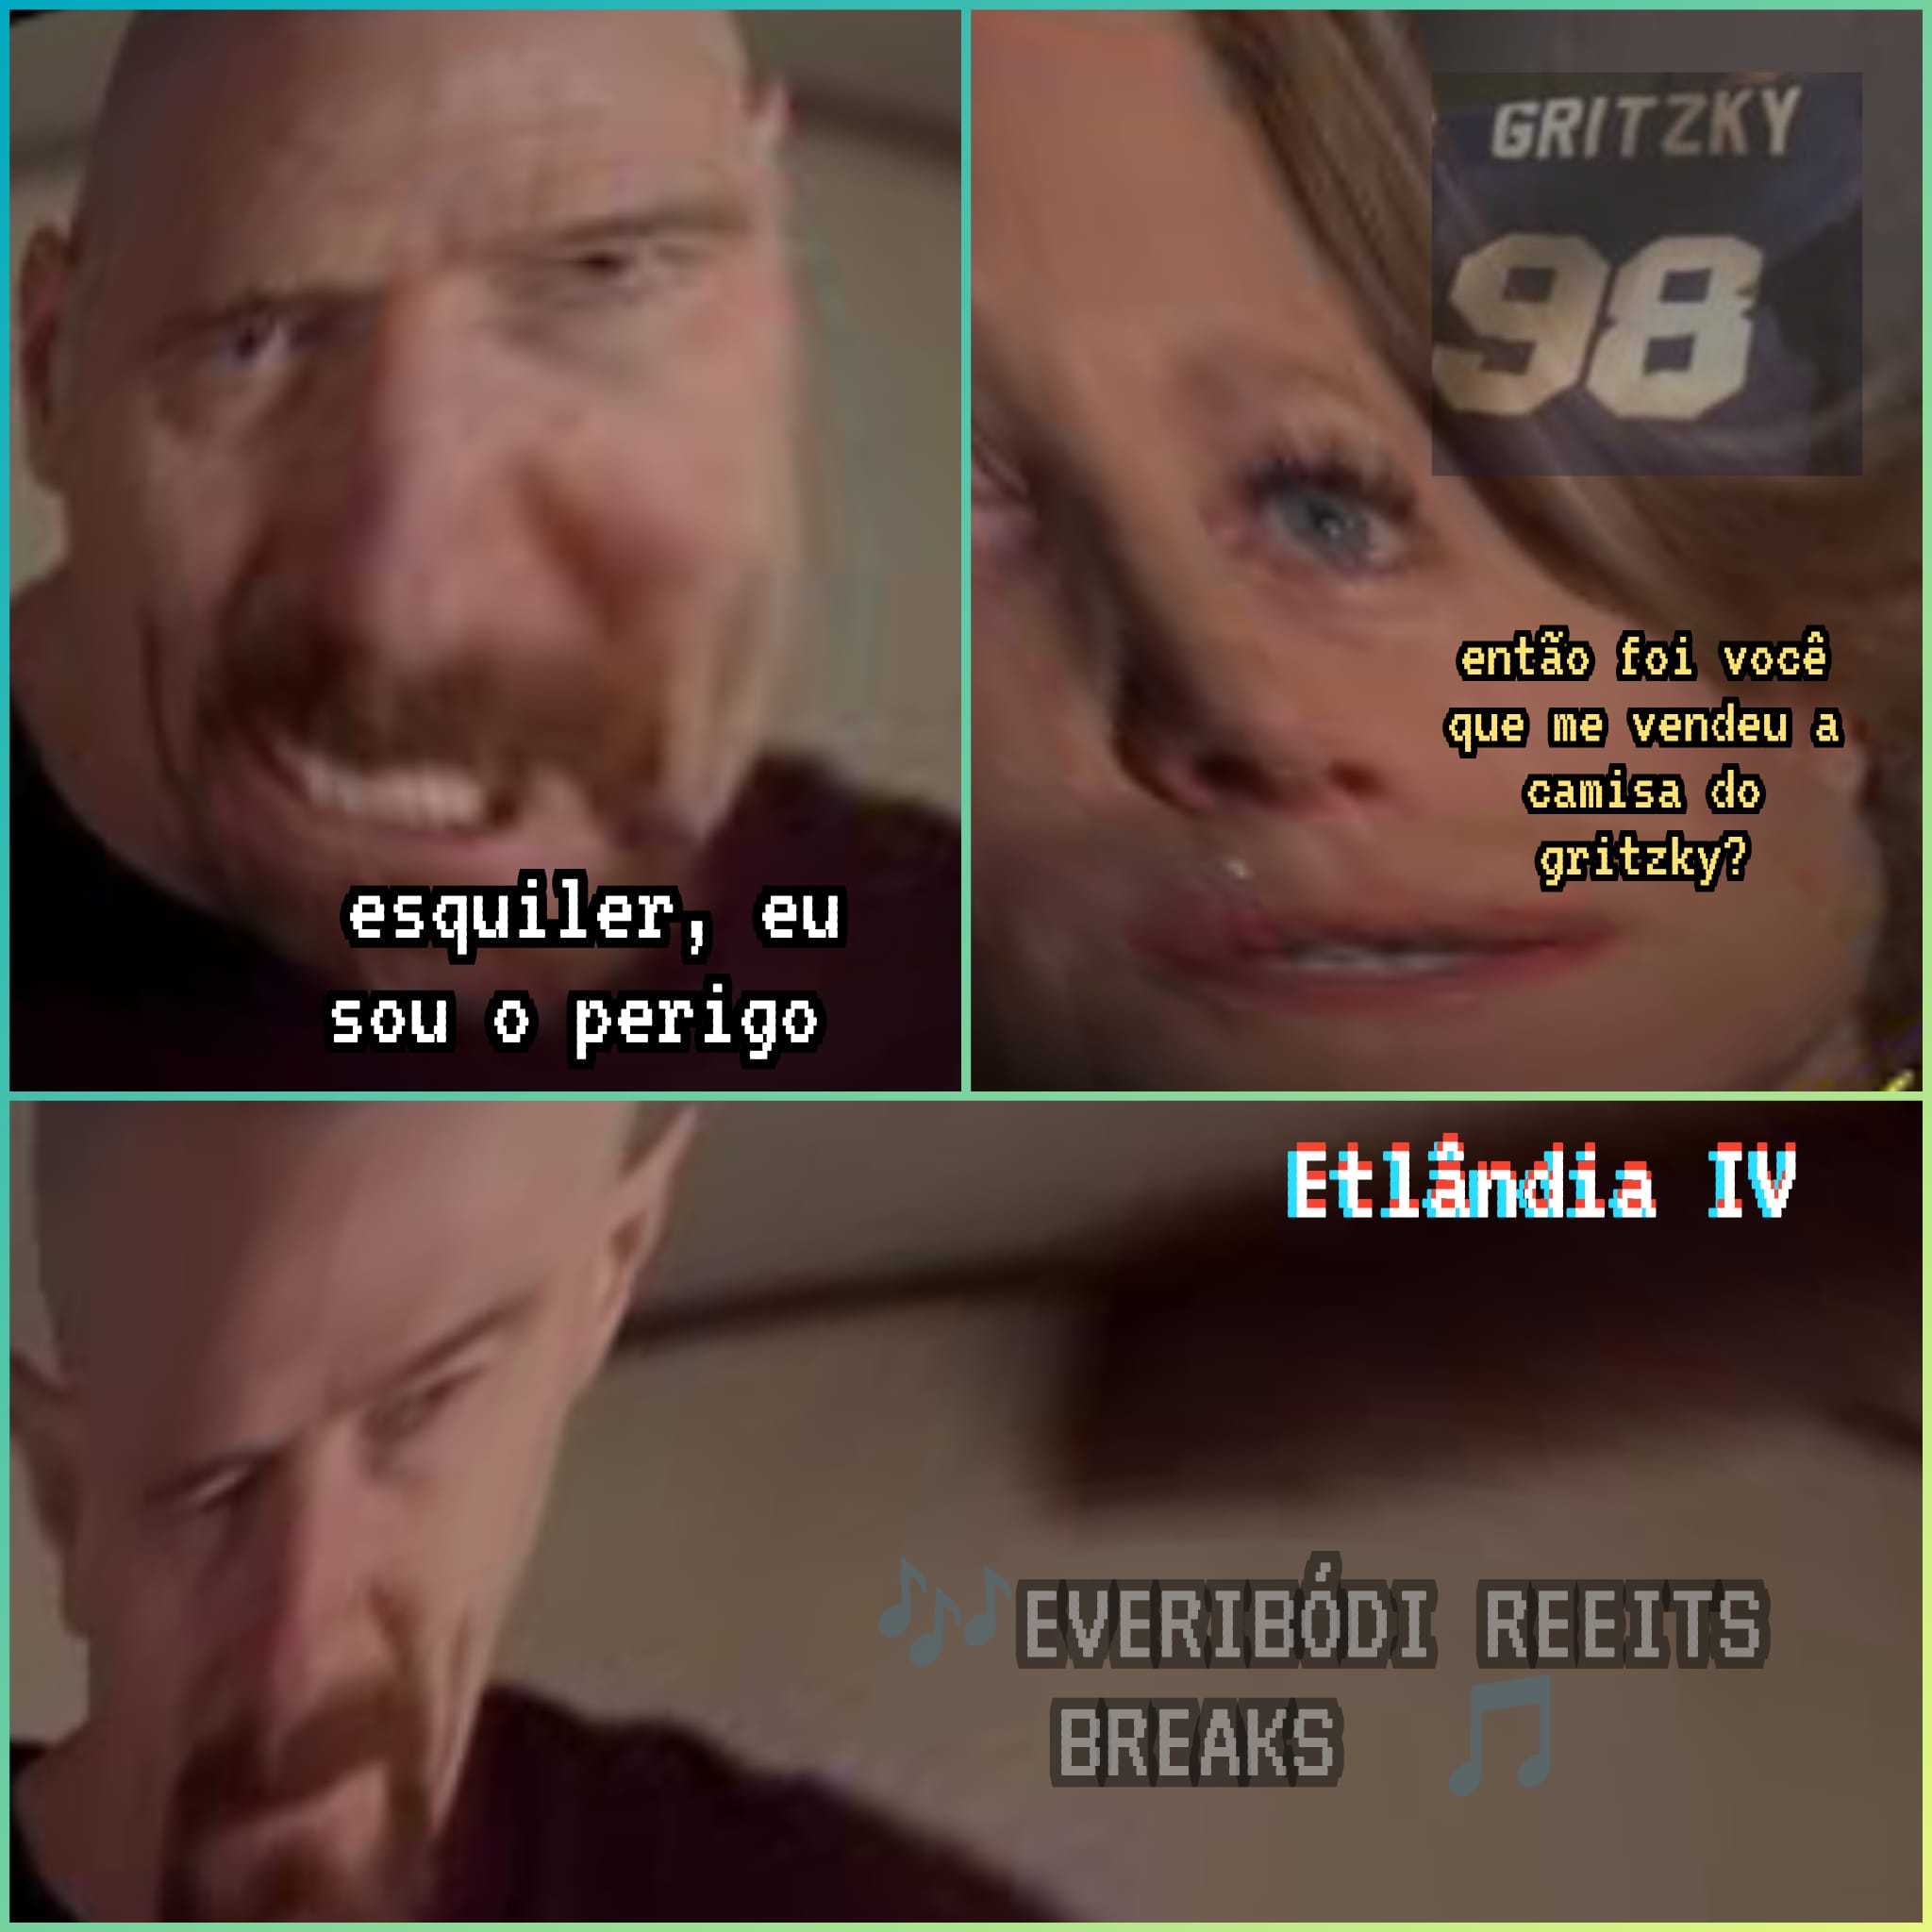 esquiler, eu
sou o perigo
GRITZKY
98
então foi você
que me vendeu a
camisa do
gritzky?
Etlândia IV
🎶🎶EVERIBÓDI REEITS
BREAKS 🎵